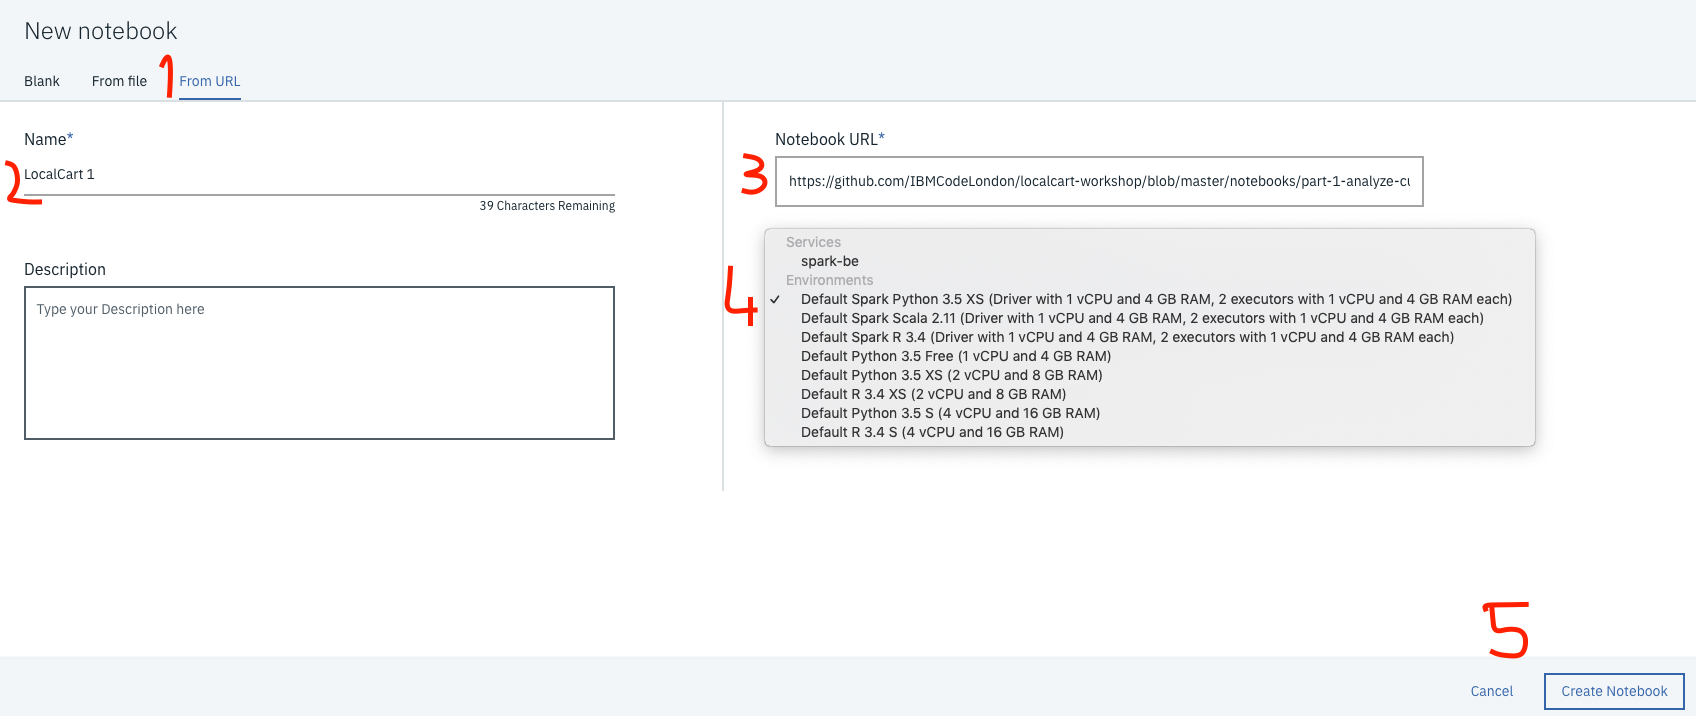 New notebook
Blank From file 1 From URL
Name*
2 LocalCart 1
39 Characters Remaining
Description
Type your Description here
Notebook URL*
3 https://github.com/IBMCodeLondon/localcart-workshop/blob/master/notebooks/part-1-analyze-cu
Services
spark-be
Environments
4 ✓ Default Spark Python 3.5 XS (Driver with 1 vCPU and 4 GB RAM, 2 executors with 1 vCPU and 4 GB RAM each)
Default Spark Scala 2.11 (Driver with 1 vCPU and 4 GB RAM, 2 executors with 1 vCPU and 4 GB RAM each)
Default Spark R 3.4 (Driver with 1 vCPU and 4 GB RAM, 2 executors with 1 vCPU and 4 GB RAM each)
Default Python 3.5 Free (1 vCPU and 4 GB RAM)
Default Python 3.5 XS (2 vCPU and 8 GB RAM)
Default R 3.4 XS (2 vCPU and 8 GB RAM)
Default Python 3.5 S (4 vCPU and 16 GB RAM)
Default R 3.4 S (4 vCPU and 16 GB RAM)
5
Cancel Create Notebook